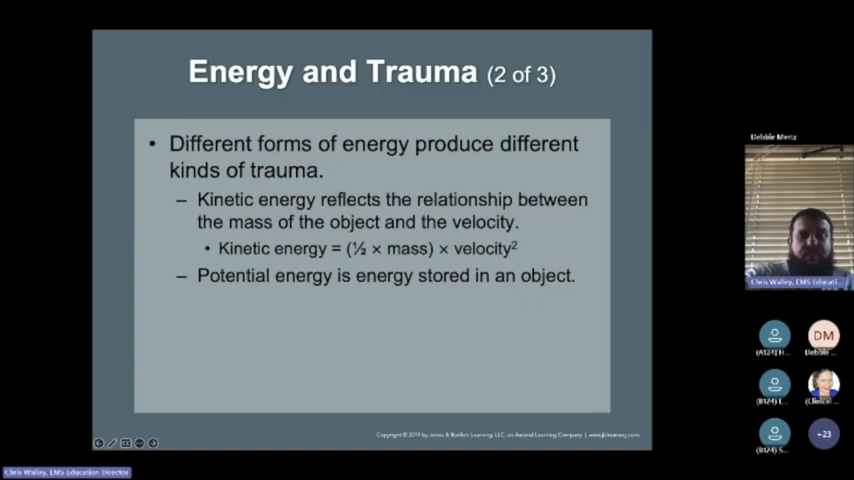 Energy and Trauma (2 of 3)
• Different forms of energy produce different
kinds of trauma.
– Kinetic energy reflects the relationship between
the mass of the object and the velocity.
• Kinetic energy = (½ × mass) × velocity²
– Potential energy is energy stored in an object.
Copyright © 2019 by Jones & Bartlett Learning, LLC, an Ascend Learning Company | www.jblearning.com
Debbie Mertz
Chris Walley, EMS Educati...
DM
Debbie
(Clinical
+23
Chris Walley, EMS Education Director